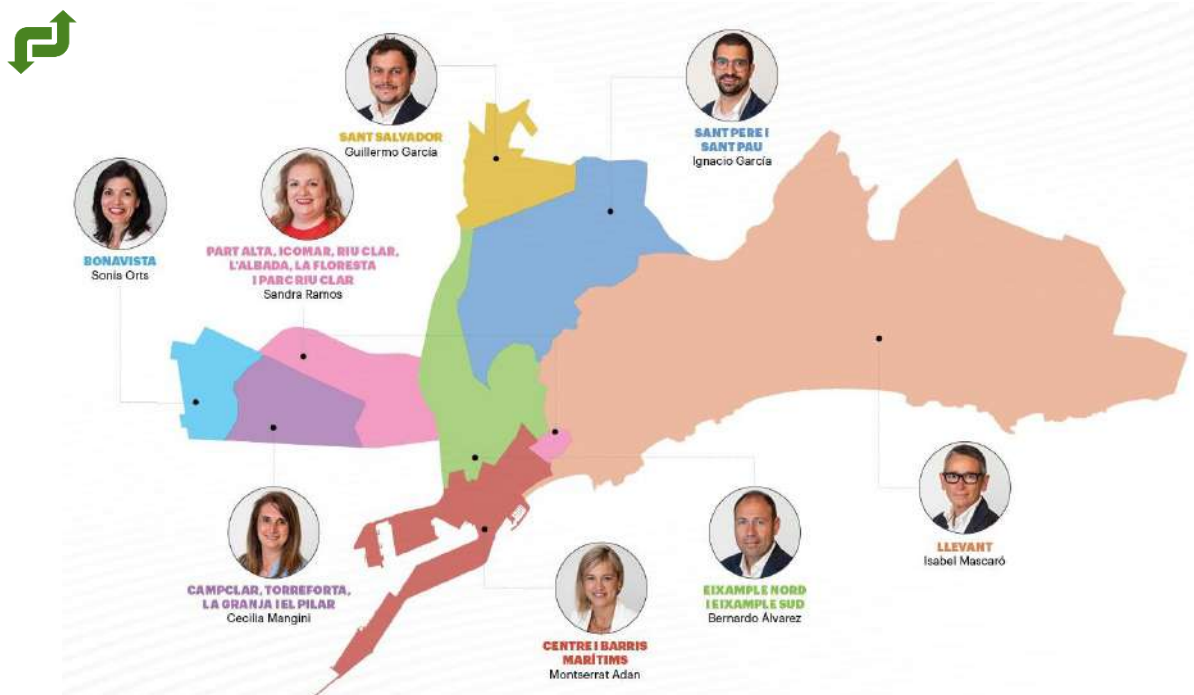 SANT SALVADOR
Guillermo García
SANT PERE I
SANT PAU
Ignacio García
BONAVISTA
Sonia Orts
PART ALTA, ICOMAR, RIU CLAR,
L'ALBADA, LA FLORESTA
I PARC RIU CLAR
Sandra Ramos
CAMPCLAR, TORREFORTA,
LA GRANJA I EL PILAR
Cecilia Mangini
CENTRE I BARRIS
MARÍTIMS
Montserrat Adan
EIXAMPLE NORD
I EIXAMPLE SUD
Bernardo Álvarez
LLEVANT
Isabel Mascaró